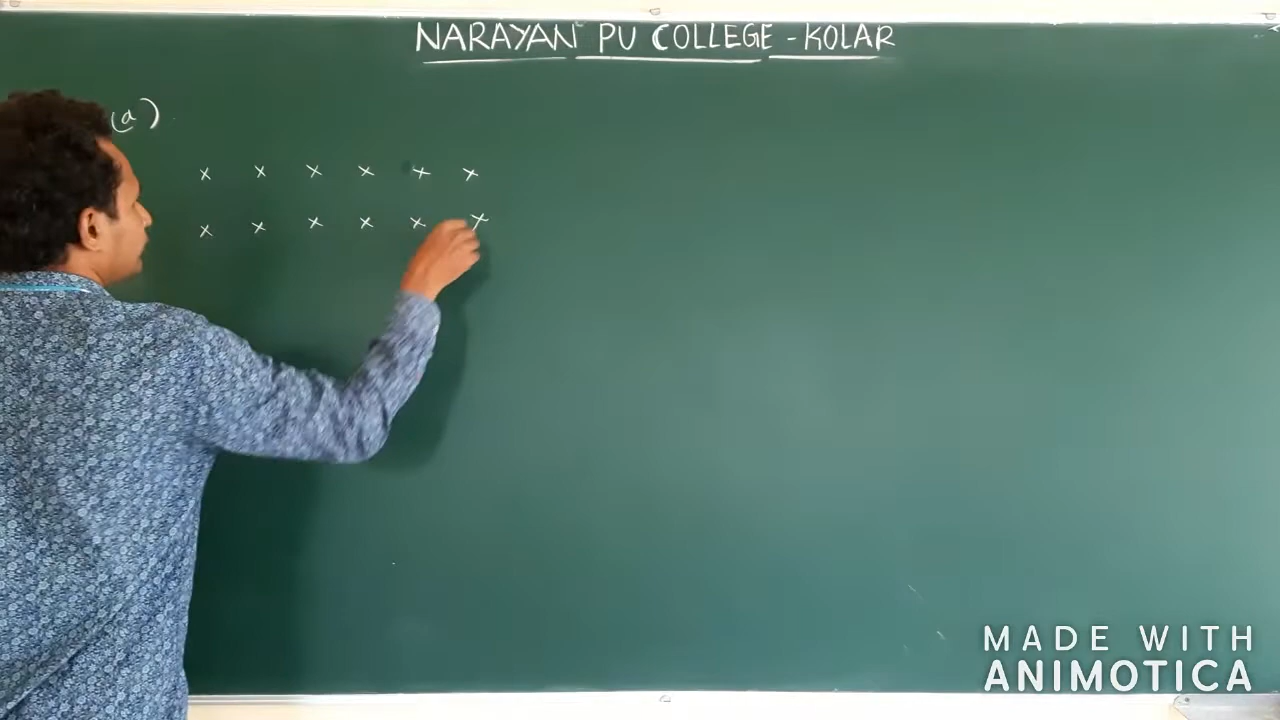 NARAYAN PU COLLEGE - KOLAR
(a)
× × × × × ×
× × × × × ×
MADE WITH
ANIMOTICA